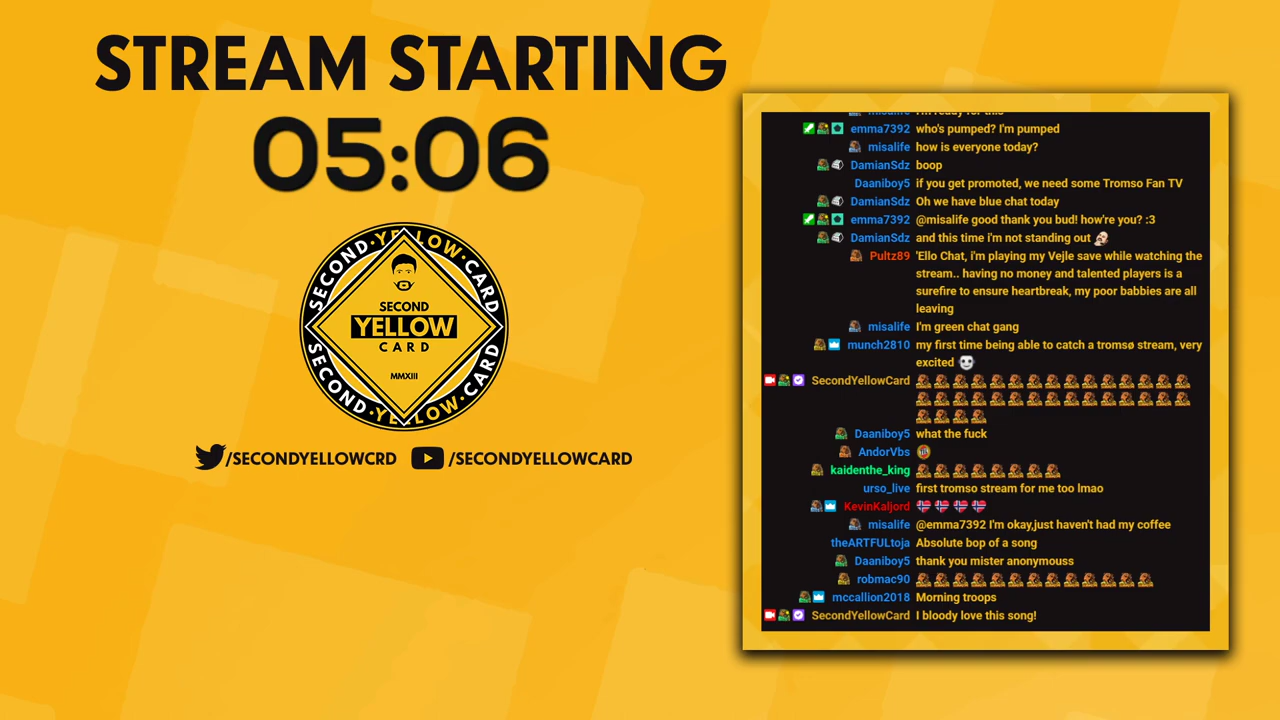 STREAM STARTING
05:06
SECOND·YELLOW·CARD
SECOND
YELLOW
CARD
MMXIII
SECOND·YELLOW·CARD
/SECONDYELLOWCRD /SECONDYELLOWCARD
misalife I'm ready for this
emma7392 who's pumped? I'm pumped
misalife how is everyone today?
DamianSdz boop
Daaniboy5 if you get promoted, we need some Tromso Fan TV
DamianSdz Oh we have blue chat today
emma7392 @misalife good thank you bud! how're you? :3
DamianSdz and this time i'm not standing out
Pultz89 'Ello Chat, i'm playing my Vejle save while watching the
stream.. having no money and talented players is a
surefire to ensure heartbreak, my poor babbies are all
leaving
misalife I'm green chat gang
munch2810 my first time being able to catch a tromsø stream, very
excited
SecondYellowCard
Daaniboy5 what the fuck
AndorVbs
kaidenthe_king
urso_live first tromso stream for me too lmao
KevinKaljord
misalife @emma7392 I'm okay,just haven't had my coffee
theARTFULtoja Absolute bop of a song
Daaniboy5 thank you mister anonymouss
robmac90
mccallion2018 Morning troops
SecondYellowCard I bloody love this song!